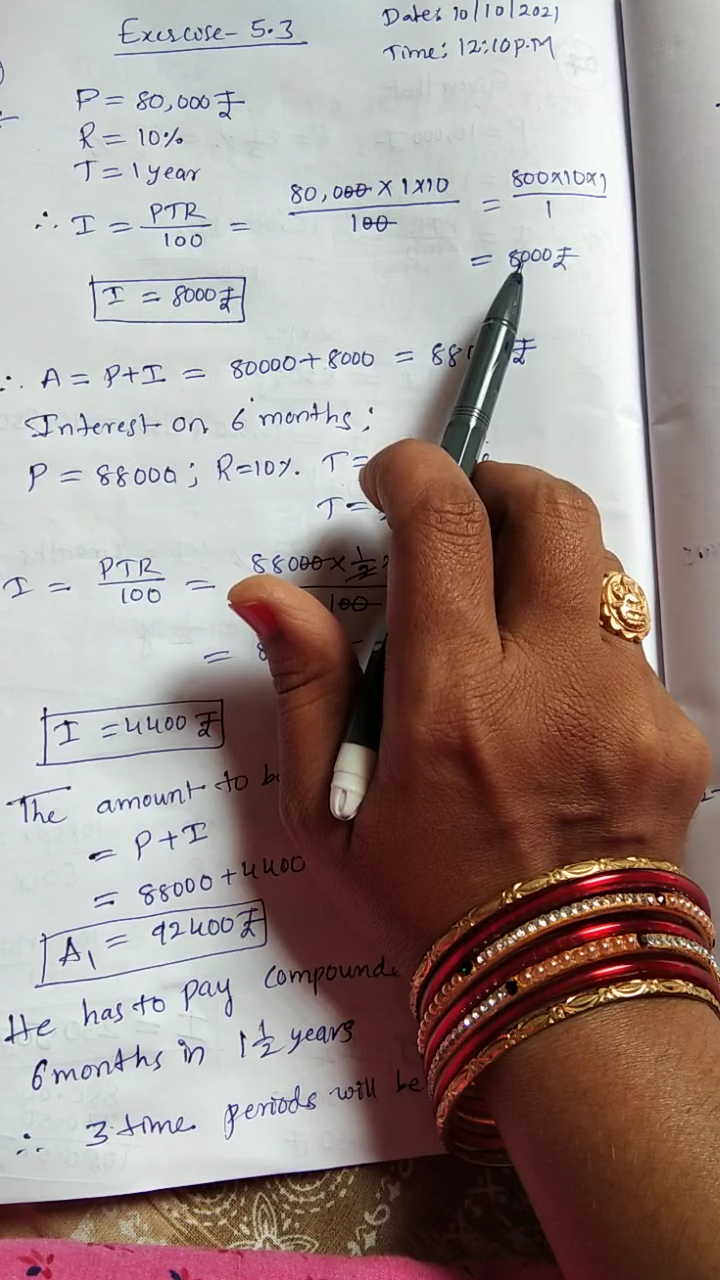 Exercose - 5.3
Date: 10/10/2021
Time: 12:10 P.M
P = 80,000 ₹
R = 10%
T = 1 year
∴ I = PTR/100 = 80,000 × 1 × 10/100 = 800×10×1/1
= 8000 ₹
I = 8000 ₹
∴ A = P+I = 80000 + 8000 = 88 ₹
Interest on 6 months;
P = 88000; R=10%. T=
T =
I = PTR/100 = 88000 × 1/2/100
= 8
I = 4400 ₹
The amount to
= P+I
= 88000 + 4400
A1 = 92400 ₹
He has to pay
6 months in 1 1/2 years
∴ 3 time periods will be